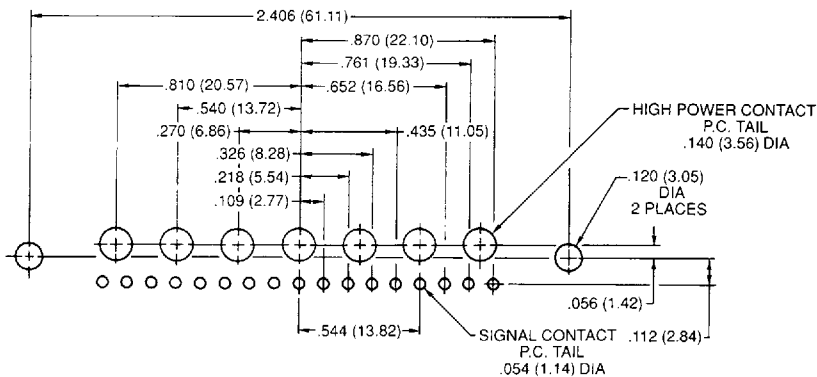 2.406 (61.11)
.870 (22.10)
.761 (19.33)
.810 (20.57)
.652 (16.56)
.540 (13.72)
.270 (6.86)
.435 (11.05)
.326 (8.28)
.218 (5.54)
.109 (2.77)
HIGH POWER CONTACT
P.C. TAIL
.140 (3.56) DIA
.120 (3.05)
DIA
2 PLACES
.056 (1.42)
.544 (13.82)
SIGNAL CONTACT
P.C. TAIL
.054 (1.14) DIA
.112 (2.84)